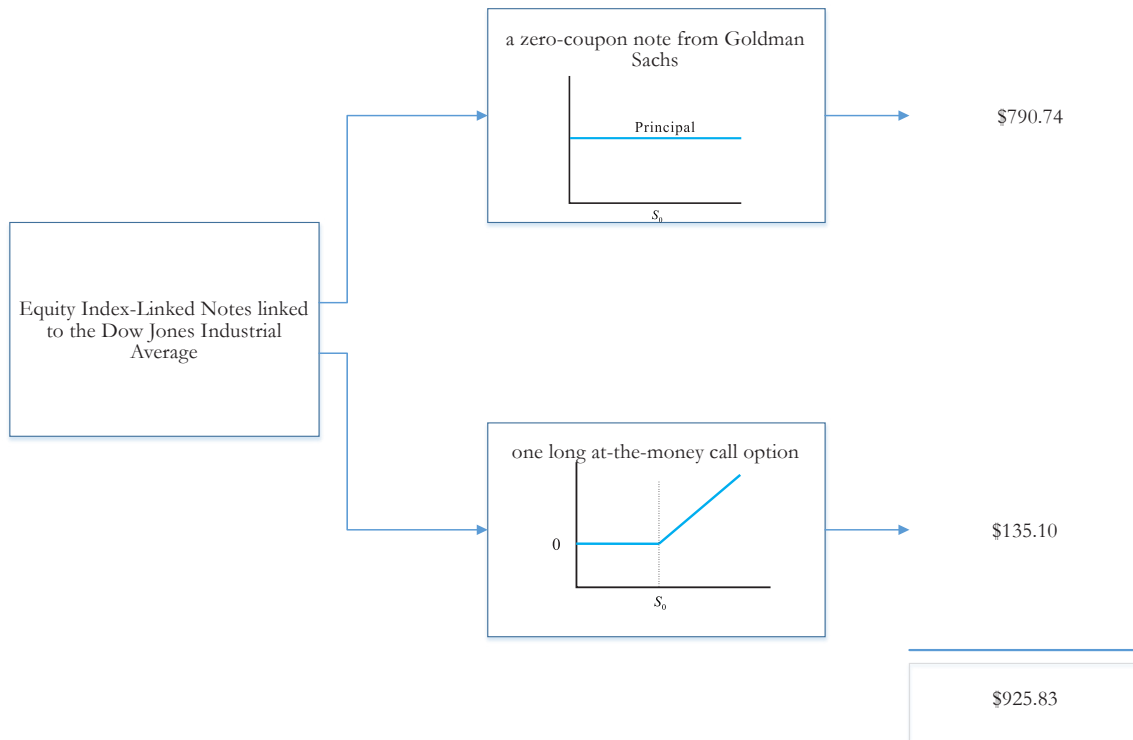 a zero-coupon note from Goldman
Sachs
Principal
S₀
$790.74
Equity Index-Linked Notes linked
to the Dow Jones Industrial
Average
one long at-the-money call option
0
S₀
$135.10
$925.83